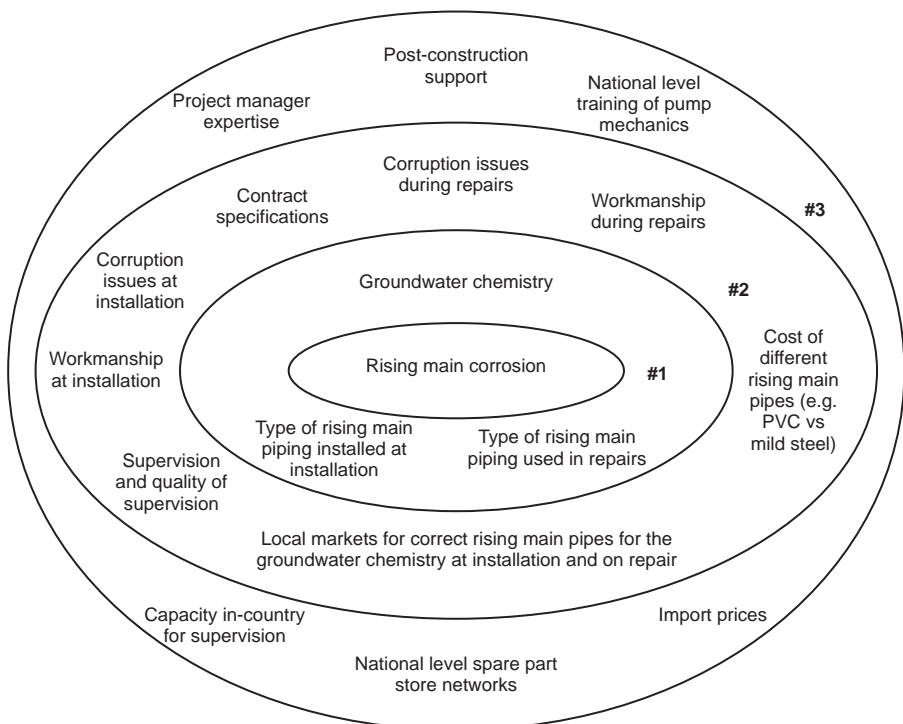 Post-construction
support
Project manager
expertise
National level
training of pump
mechanics
Corruption issues
during repairs
Contract
specifications
Workmanship
during repairs
#3
Corruption
issues at
installation
Groundwater chemistry
#2
Workmanship
at installation
Rising main corrosion
#1
Cost of
different
rising main
pipes (e.g.
PVC vs
mild steel)
Type of rising main
piping installed at
installation
Type of rising main
piping used in repairs
Supervision
and quality of
supervision
Local markets for correct rising main pipes for the
groundwater chemistry at installation and on repair
Capacity in-country
for supervision
Import prices
National level spare part
store networks